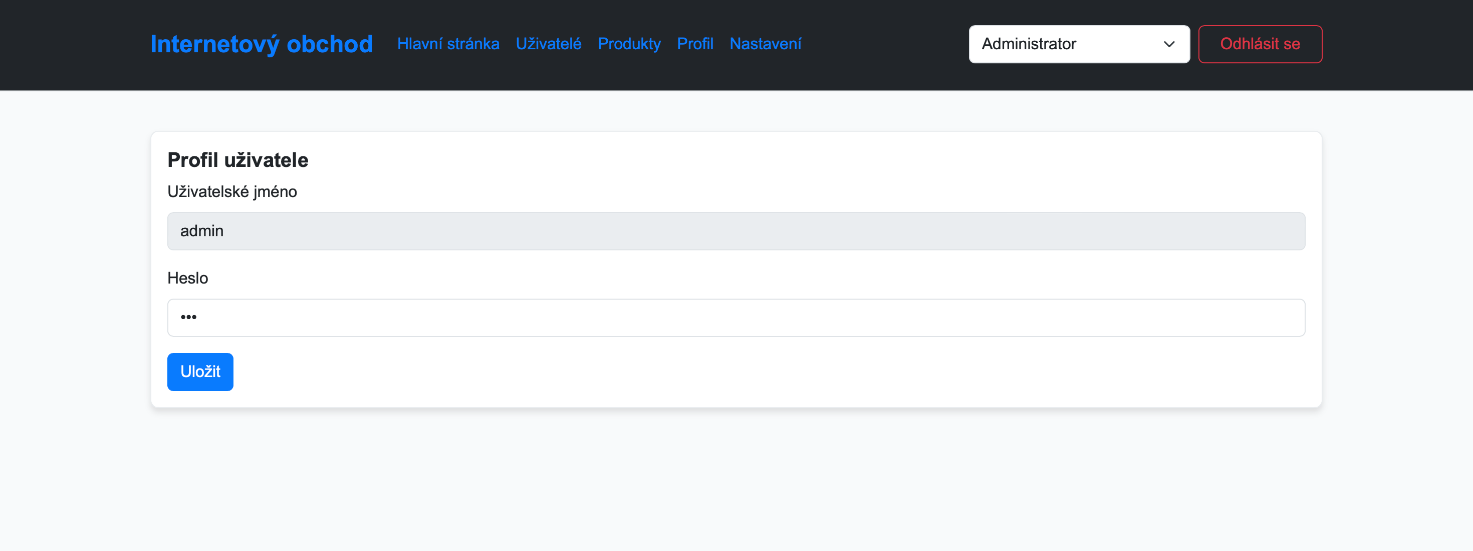 Internetový obchod Hlavní stránka Uživatelé Produkty Profil Nastavení Administrator Odhlásit se
Profil uživatele
Uživatelské jméno
admin
Heslo
•••
Uložit